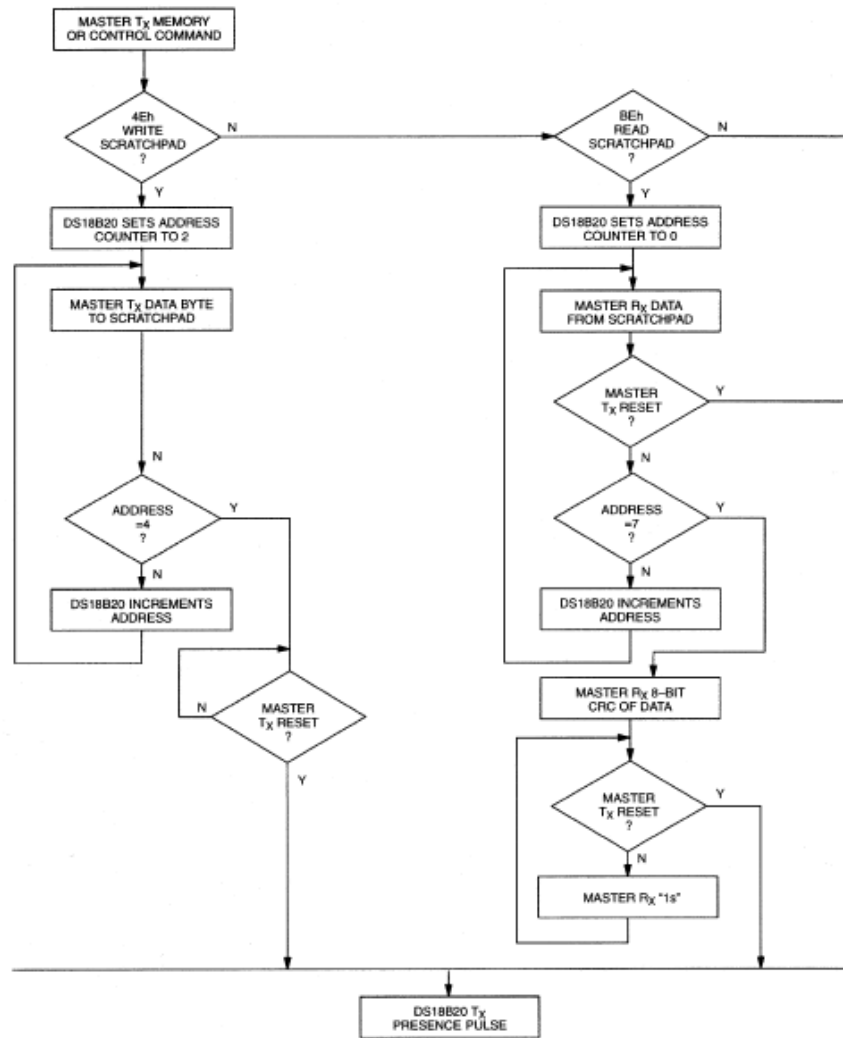 MASTER TX MEMORY
OR CONTROL COMMAND
4Eh
WRITE
SCRATCHPAD
?
N
Y
BEh
READ
SCRATCHPAD
?
N
Y
DS18B20 SETS ADDRESS
COUNTER TO 2
DS18B20 SETS ADDRESS
COUNTER TO 0
MASTER TX DATA BYTE
TO SCRATCHPAD
MASTER RX DATA
FROM SCRATCHPAD
MASTER
TX RESET
?
Y
N
N
ADDRESS
=4
?
Y
N
ADDRESS
=7
?
Y
N
DS18B20 INCREMENTS
ADDRESS
DS18B20 INCREMENTS
ADDRESS
MASTER
TX RESET
?
N
Y
MASTER RX 8-BIT
CRC OF DATA
MASTER
TX RESET
?
Y
N
MASTER RX "1s"
DS18B20 TX
PRESENCE PULSE